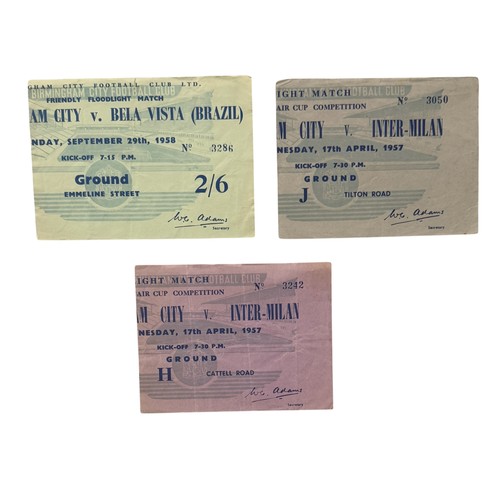 GHAM CITY FOOTBALL CLUB LTD.
BIRMINGHAM CITY FOOTBALL CLUB
FRIENDLY FLOODLIGHT MATCH
AM CITY v. BELA VISTA (BRAZIL)
NDAY, SEPTEMBER 29th, 1958
Nº 3286
KICK-OFF 7-15 P.M.
Ground
EMMELINE STREET
2/6
W.G. Adams
Secretary
IGHT MATCH
FOOTBALL CLUB
AIR CUP COMPETITION
Nº 3050
M CITY v. INTER-MILAN
NESDAY, 17th APRIL, 1957
KICK-OFF 7-30 P.M.
GROUND
J TILTON ROAD
W.G. Adams
Secretary
IGHT MATCH
FOOTBALL CLUB
AIR CUP COMPETITION
Nº 3242
AM CITY v. INTER-MILAN
NESDAY, 17th APRIL, 1957
KICK-OFF 7-30 P.M.
GROUND
H CATTELL ROAD
W.G. Adams
Secretary